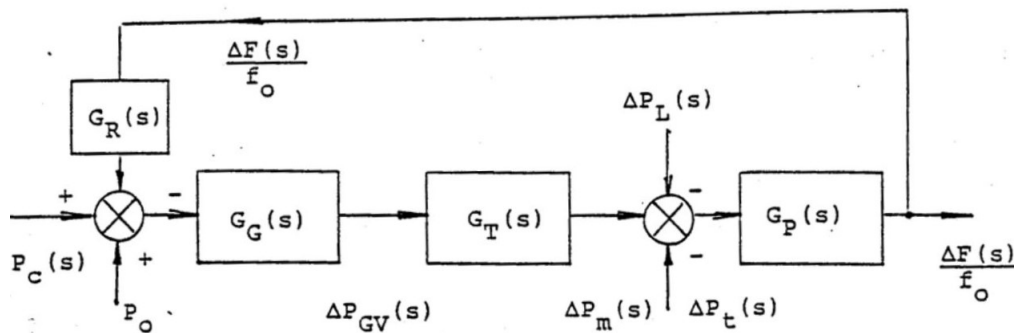 ΔF(s)
f_o
G_R(s)
ΔP_L(s)
+
-
-
G_G(s)
G_T(s)
G_P(s)
P_c(s)
+
-
P_o
ΔP_GV(s)
ΔP_m(s)
ΔP_t(s)
ΔF(s)
f_o